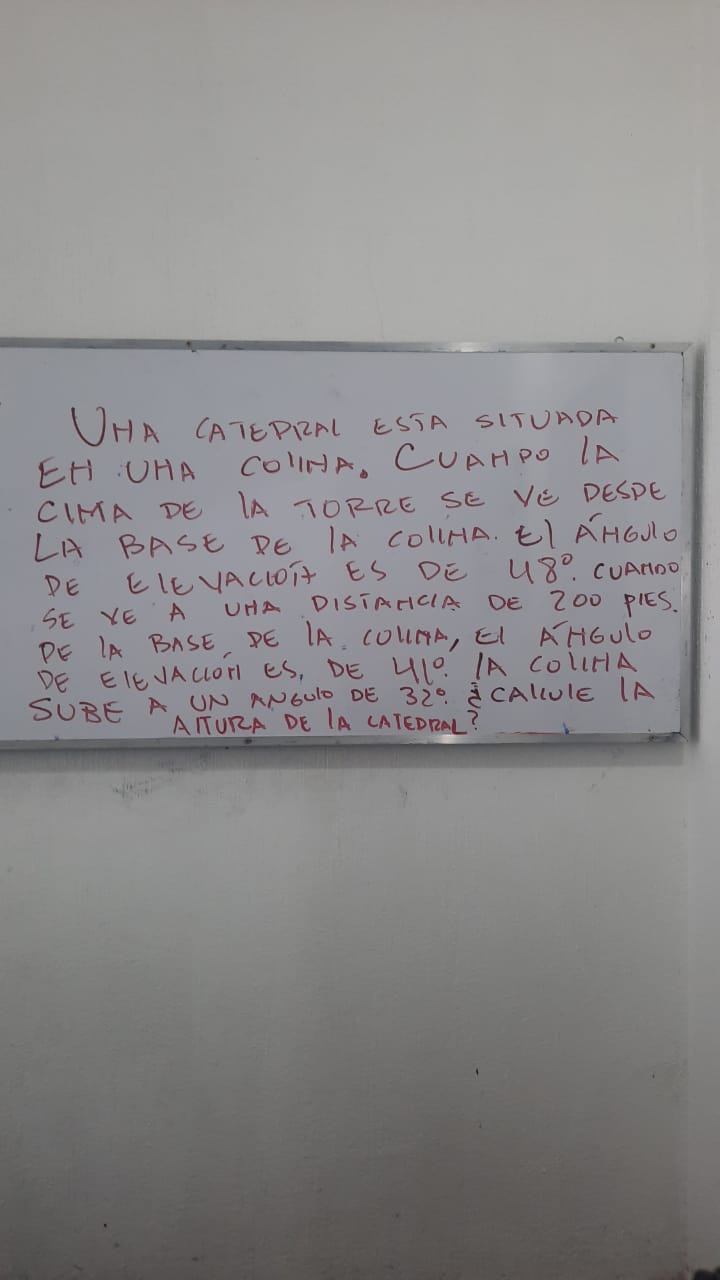 UNA CATEDRAL ESTA SITUADA
EN UNA COLINA. CUANDO LA
CIMA DE LA TORRE SE VE DESDE
LA BASE DE LA COLINA. El ÁNGULO
DE ELEVACIÓN ES DE 48°. CUANDO
SE VE A UNA DISTANCIA DE 200 PIES.
DE LA BASE DE LA COLINA, El ÁNGULO
DE ELEVACIÓN ES, DE 41°. LA COLINA
SUBE A UN ANGULO DE 32°. ¿CALCULE LA
ALTURA DE LA CATEDRAL?